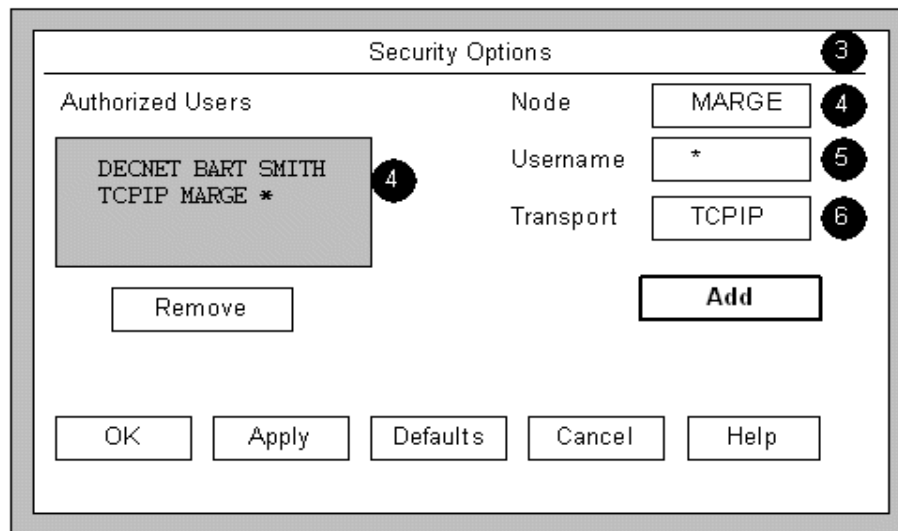 Security Options 3
Authorized Users
Node MARGE 4
DECNET BART SMITH
TCPIP MARGE *
4
Username * 5
Transport TCPIP 6
Remove
Add
OK Apply Defaults Cancel Help